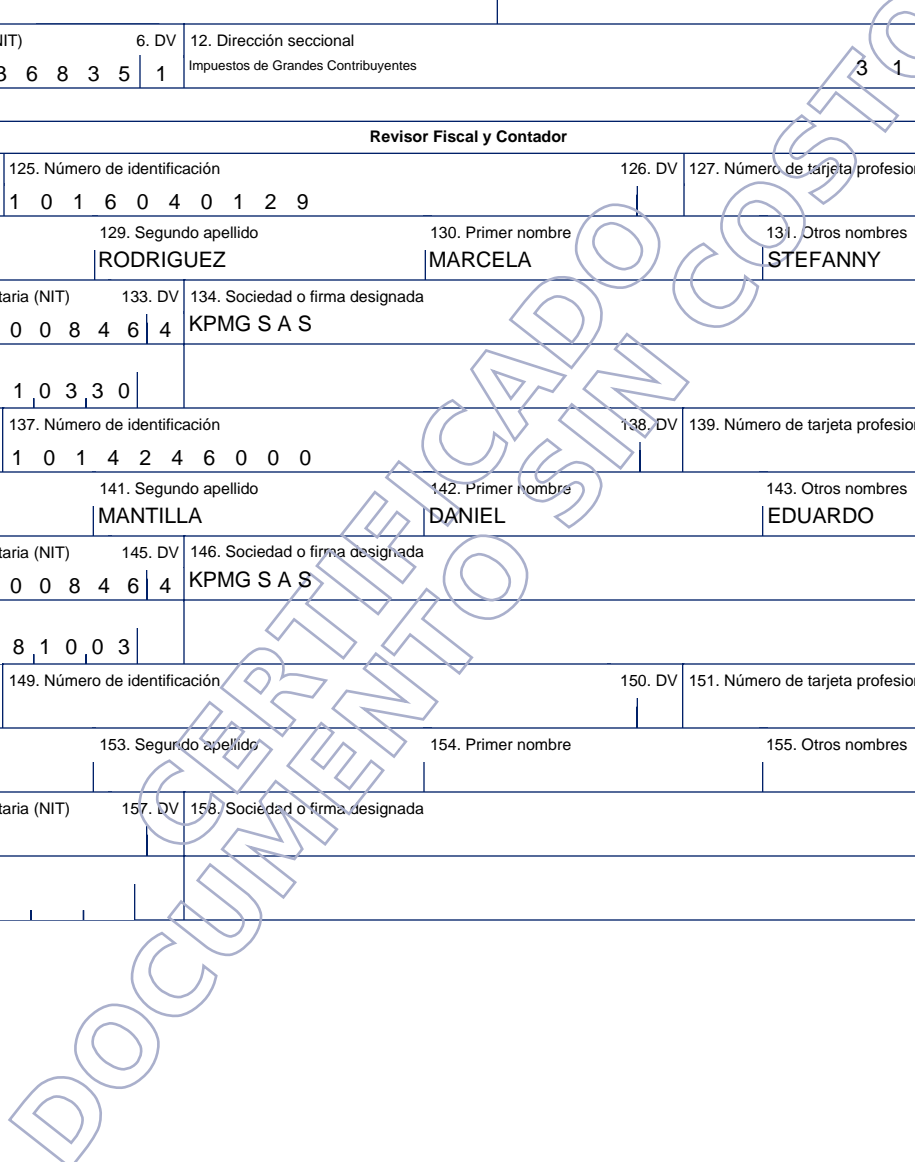 NIT) 6. DV 12. Dirección seccional
3 6 8 3 5 1 Impuestos de Grandes Contribuyentes 3 1
Revisor Fiscal y Contador
125. Número de identificación 126. DV 127. Número de tarjeta profesion
1 0 1 6 0 4 0 1 2 9
129. Segundo apellido 130. Primer nombre 131. Otros nombres
RODRIGUEZ MARCELA STEFANNY
taria (NIT) 133. DV 134. Sociedad o firma designada
0 0 8 4 6 4 KPMG S A S
1 0 3 3 0
137. Número de identificación 138. DV 139. Número de tarjeta profesion
1 0 1 4 2 4 6 0 0 0
141. Segundo apellido 142. Primer nombre 143. Otros nombres
MANTILLA DANIEL EDUARDO
taria (NIT) 145. DV 146. Sociedad o firma designada
0 0 8 4 6 4 KPMG S A S
8 1 0 0 3
149. Número de identificación 150. DV 151. Número de tarjeta profesion
153. Segundo apellido 154. Primer nombre 155. Otros nombres
taria (NIT) 157. DV 158. Sociedad o firma designada
CERTIFICADO
DOCUMENTO SIN COSTO